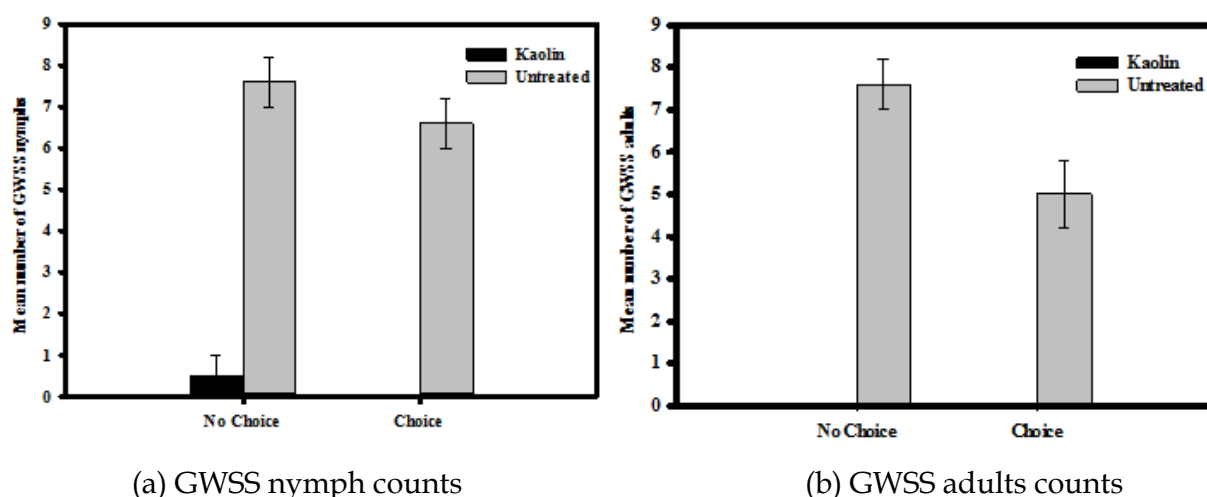 Mean number of GWSS nymphs
9
8
7
6
5
4
3
2
1
0
Kaolin
Untreated
No Choice
Choice
(a) GWSS nymph counts
Mean number of GWSS adults
9
8
7
6
5
4
3
2
1
0
Kaolin
Untreated
No Choice
Choice
(b) GWSS adults counts